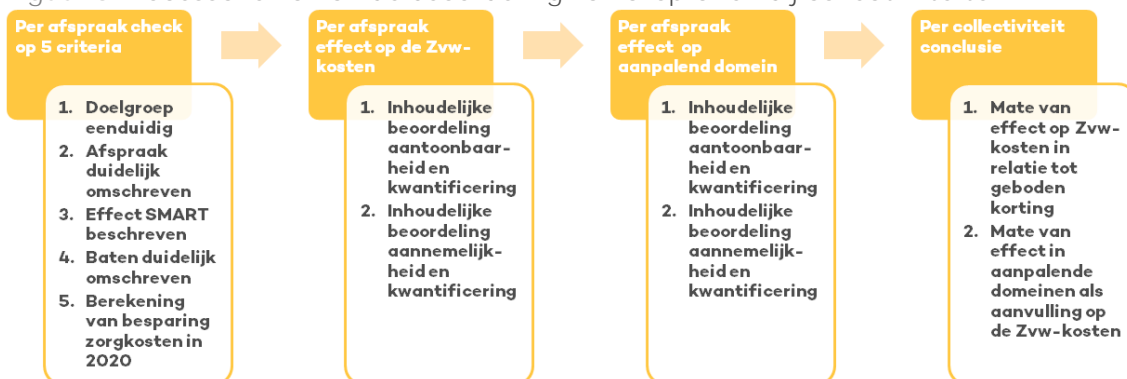 Per afspraak check
op 5 criteria
1. Doelgroep
eenduidig
2. Afspraak
duidelijk
omschreven
3. Effect SMART
beschreven
4. Baten duidelijk
omschreven
5. Berekening
van besparing
zorgkosten in
2020
Per afspraak
effect op de Zvw-
kosten
1. Inhoudelijke
beoordeling
aantoonbaar-
heid en
kwantificering
2. Inhoudelijke
beoordeling
aannemelijk-
heid en
kwantificering
Per afspraak
effect op
aanpalend domein
1. Inhoudelijke
beoordeling
aantoonbaar-
heid en
kwantificering
2. Inhoudelijke
beoordeling
aannemelijk-
heid en
kwantificering
Per collectiviteit
conclusie
1. Mate van
effect op Zvw-
kosten in
relatie tot
geboden
korting
2. Mate van
effect in
aanpalende
domeinen als
aanvulling op
de Zvw-kosten